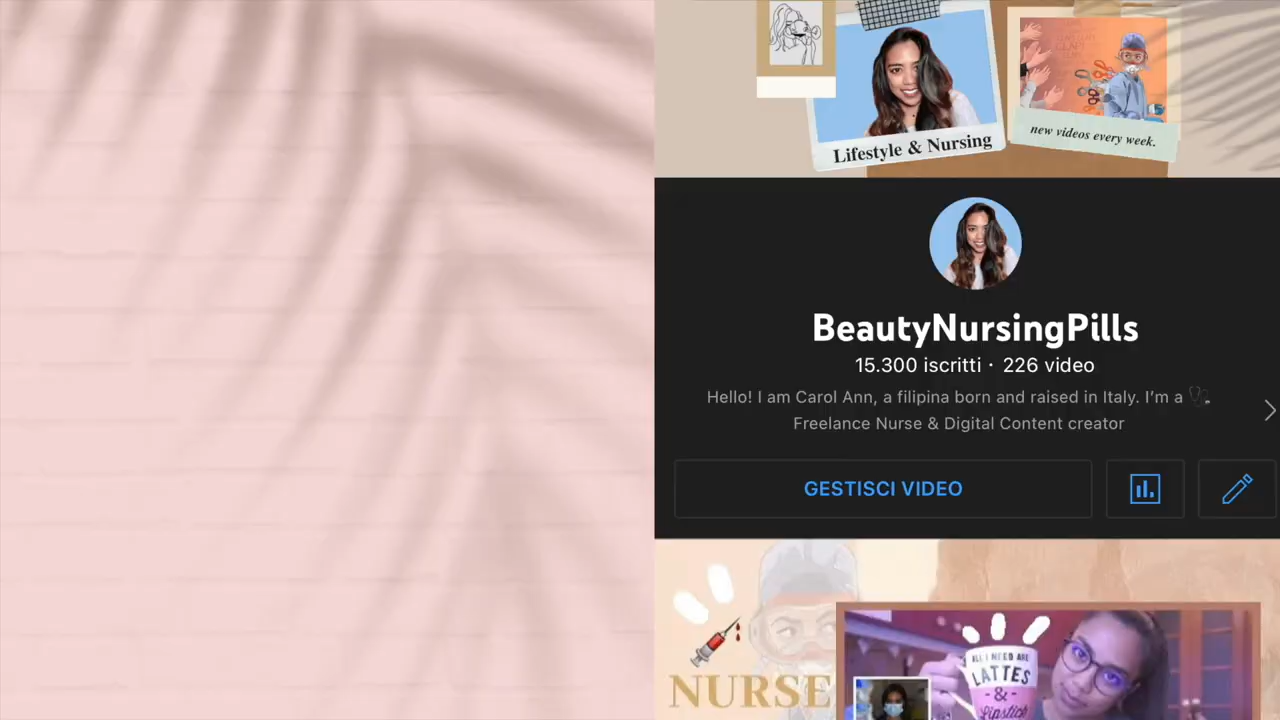 Lifestyle & Nursing
new videos every week.
BeautyNursingPills
15.300 iscritti · 226 video
Hello! I am Carol Ann, a filipina born and raised in Italy. I'm a 🩺
Freelance Nurse & Digital Content creator
GESTISCI VIDEO
NURSE
ALL I NEED ARE
LATTES
-&-
Lipstick